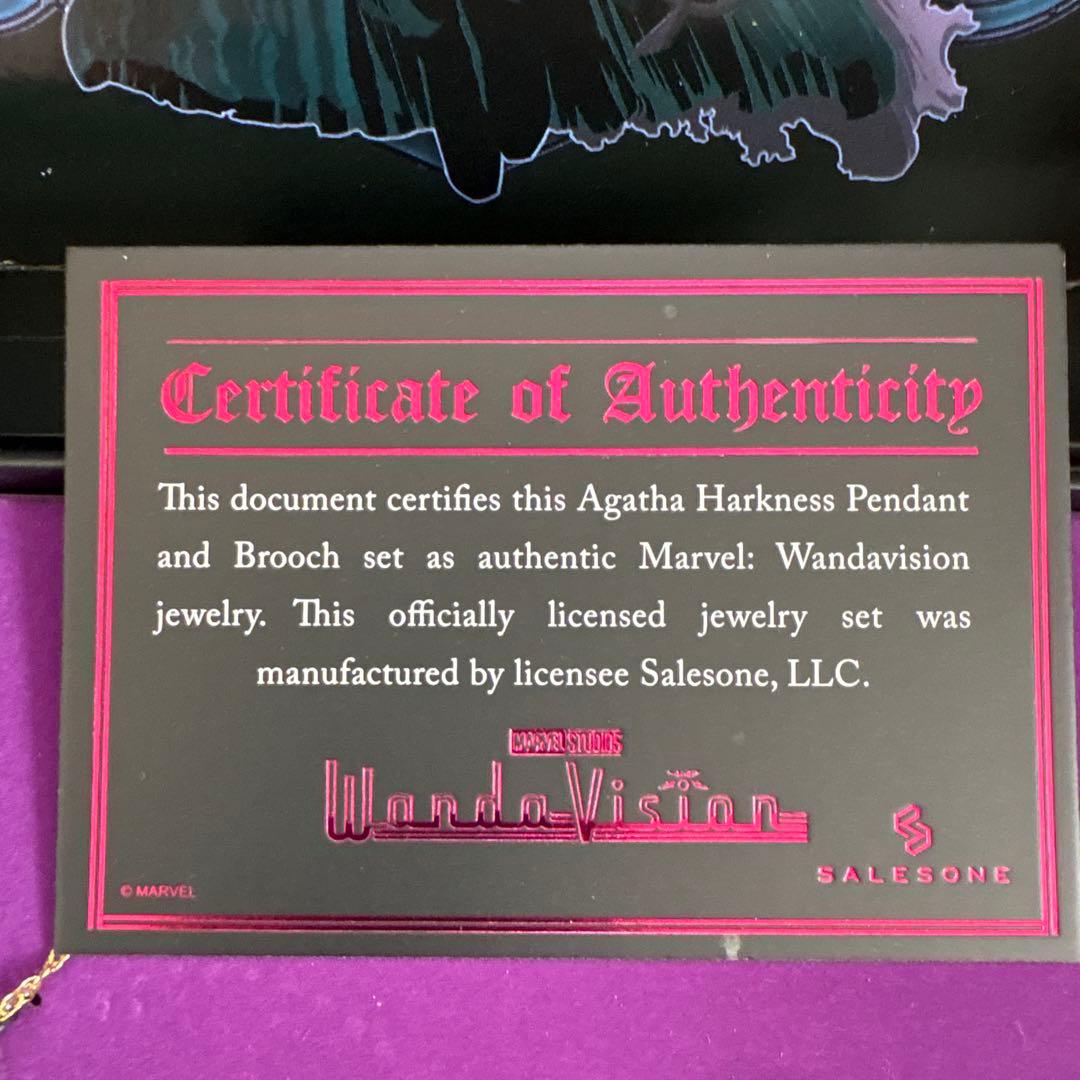 Certificate of Authenticity
This document certifies this Agatha Harkness Pendant
and Brooch set as authentic Marvel: Wandavision
jewelry. This officially licensed jewelry set was
manufactured by licensee Salesone, LLC.
MARVEL STUDIOS
WandaVision
SALESONE
© MARVEL